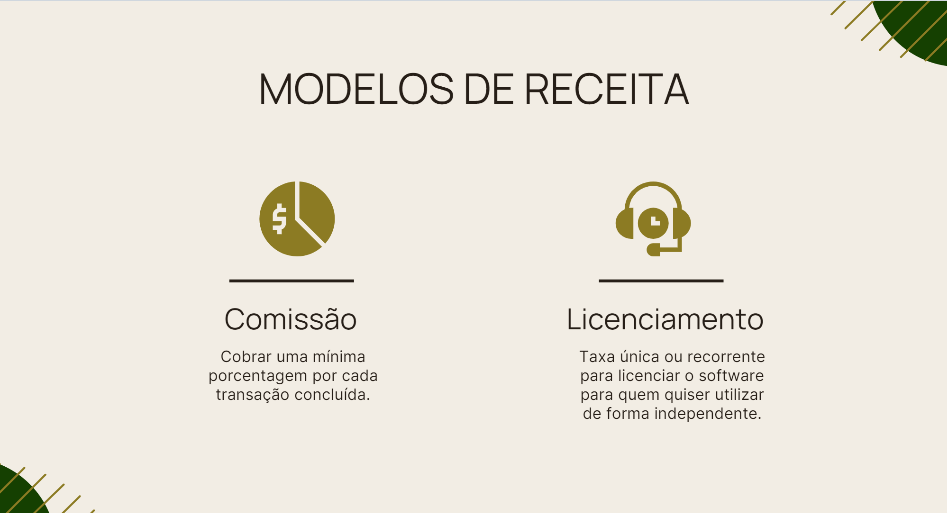 MODELOS DE RECEITA
$
Comissão
Cobrar uma mínima
porcentagem por cada
transação concluída.
Licenciamento
Taxa única ou recorrente
para licenciar o software
para quem quiser utilizar
de forma independente.